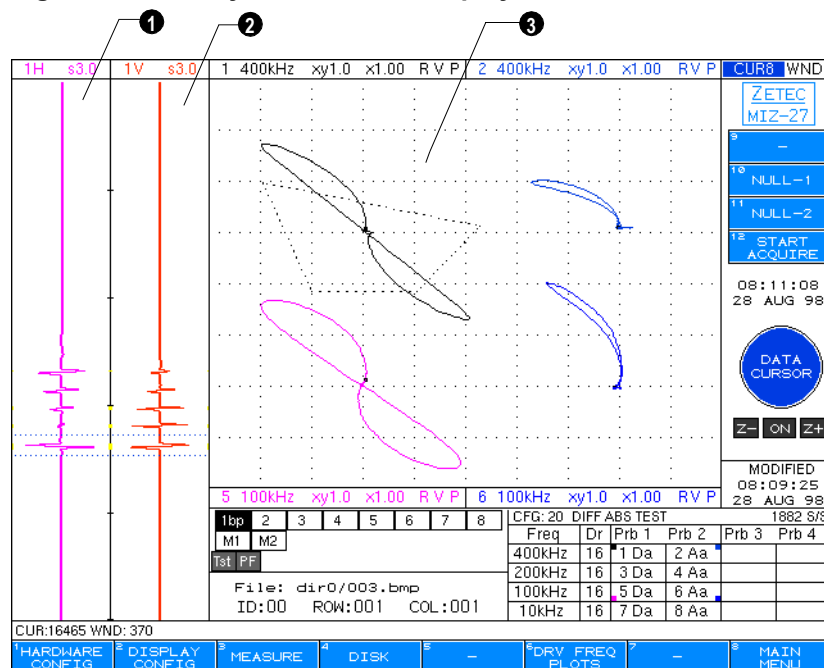 1 2 3
1H s3.0 1V s3.0 1 400kHz xy1.0 x1.00 R V P 2 400kHz xy1.0 x1.00 R V P CUR8 WND
ZETEC
MIZ-27
9 -
10 NULL-1
11 NULL-2
12 START
ACQUIRE
08:11:08
28 AUG 98
DATA
CURSOR
Z- ON Z+
MODIFIED
08:09:25
28 AUG 98
5 100kHz xy1.0 x1.00 R V P 6 100kHz xy1.0 x1.00 R V P
1bp 2 3 4 5 6 7 8
M1 M2
Tst PF
File: dir0/003.bmp
ID:00 ROW:001 COL:001
CFG: 20 DIFF ABS TEST 1882 S/S
Freq Dr Prb 1 Prb 2 Prb 3 Prb 4
400kHz 16 1 Da 2 Aa
200kHz 16 3 Da 4 Aa
100kHz 16 5 Da 6 Aa
10kHz 16 7 Da 8 Aa
CUR:16465 WND: 370
1 HARDWARE CONFIG 2 DISPLAY CONFIG 3 MEASURE 4 DISK 5 - 6 DRV FREQ PLOTS 7 - 8 MAIN MENU